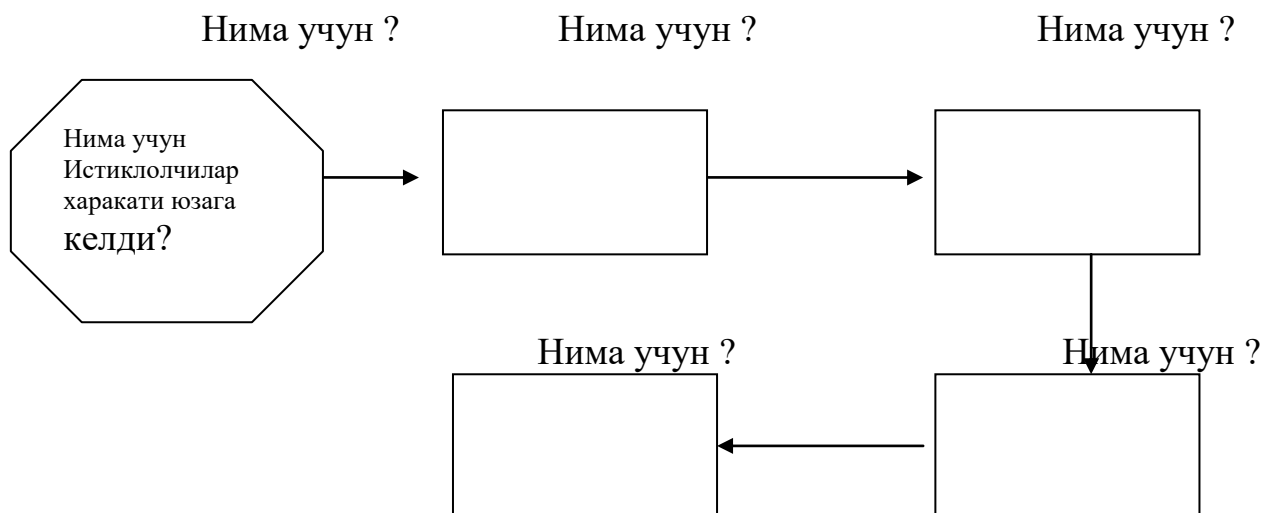 Нима учун ? Нима учун ? Нима учун ?
Нима учун
Истиклолчилар
харакати юзага
келди?
Нима учун ? Нима учун ?